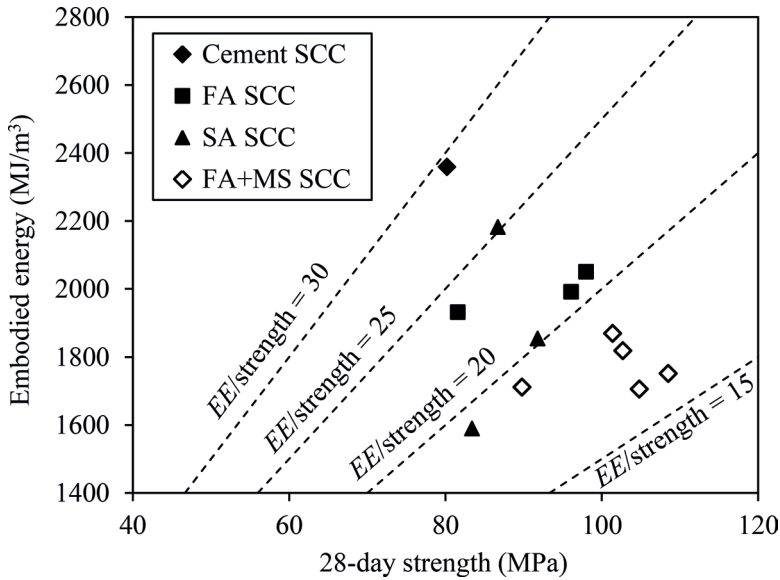 2800
2600
2400
2200
2000
1800
1600
1400
Embodied energy (MJ/m³)
Cement SCC
FA SCC
SA SCC
FA+MS SCC
EE/strength = 30
EE/strength = 25
EE/strength = 20
EE/strength = 15
40 60 80 100 120
28-day strength (MPa)